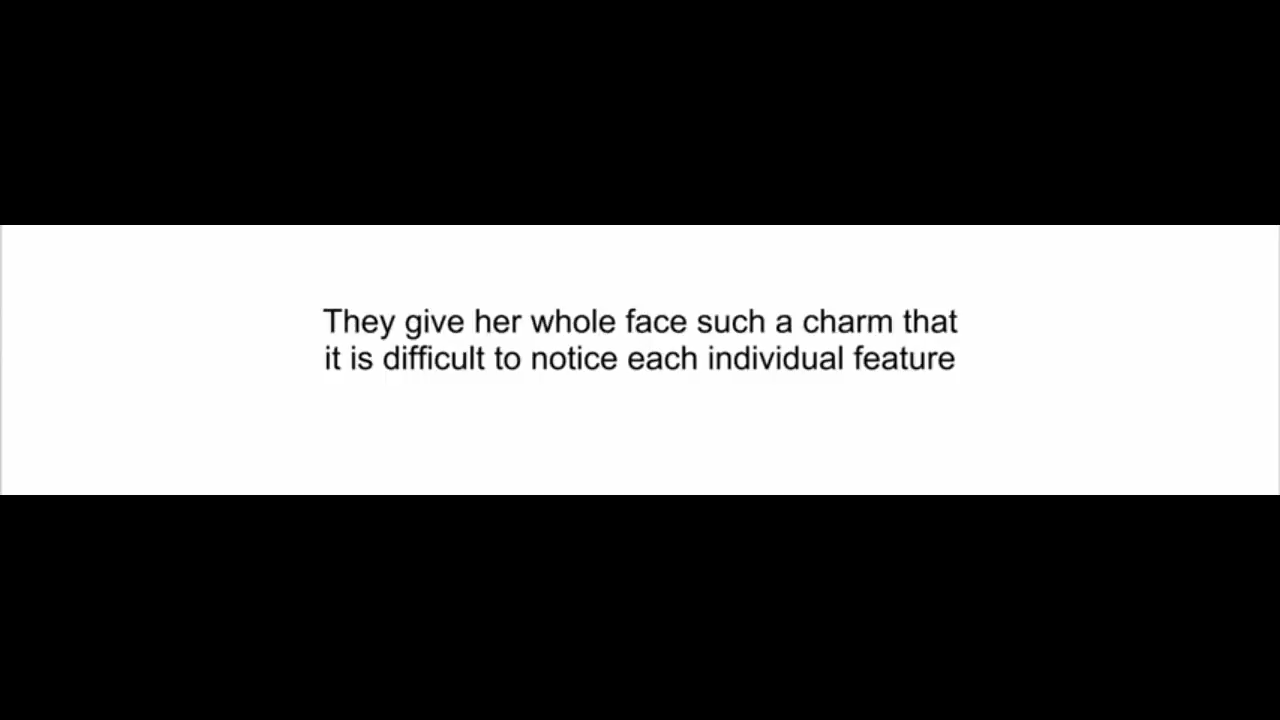 They give her whole face such a charm that
it is difficult to notice each individual feature